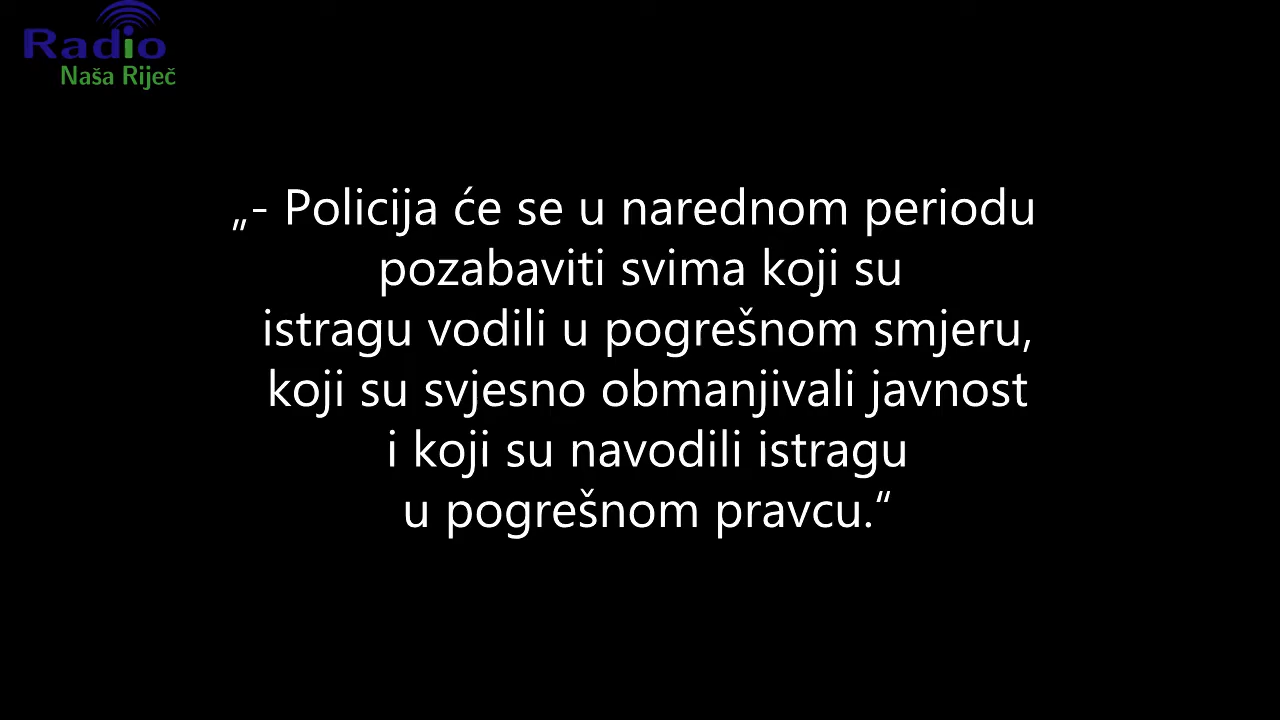 Radio
Naša Riječ
„- Policija će se u narednom periodu
pozabaviti svima koji su
istragu vodili u pogrešnom smjeru,
koji su svjesno obmanjivali javnost
i koji su navodili istragu
u pogrešnom pravcu.“